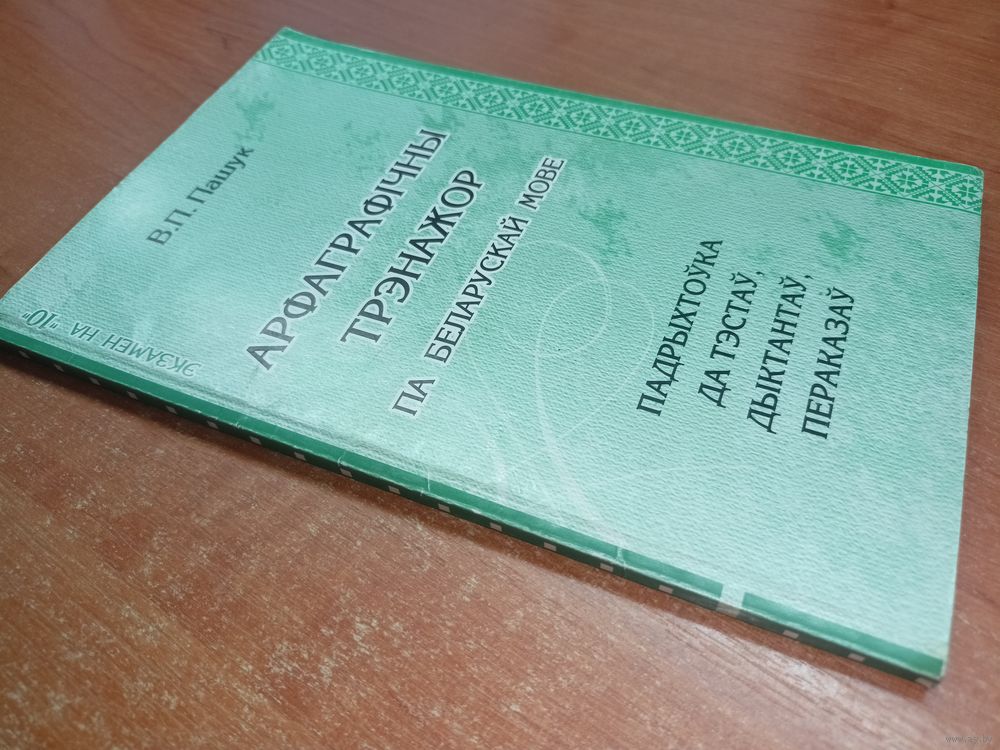 В.П. Пашук
АРФАГРАФІЧНЫ
ТРЭНАЖОР
ПА БЕЛАРУСКАЙ МОВЕ
ПАДРЫХТОЎКА
ДА ТЭСТАЎ,
ДЫКТАНТАЎ,
ПЕРАКАЗАЎ
ЭКЗАМЕН НА "10"